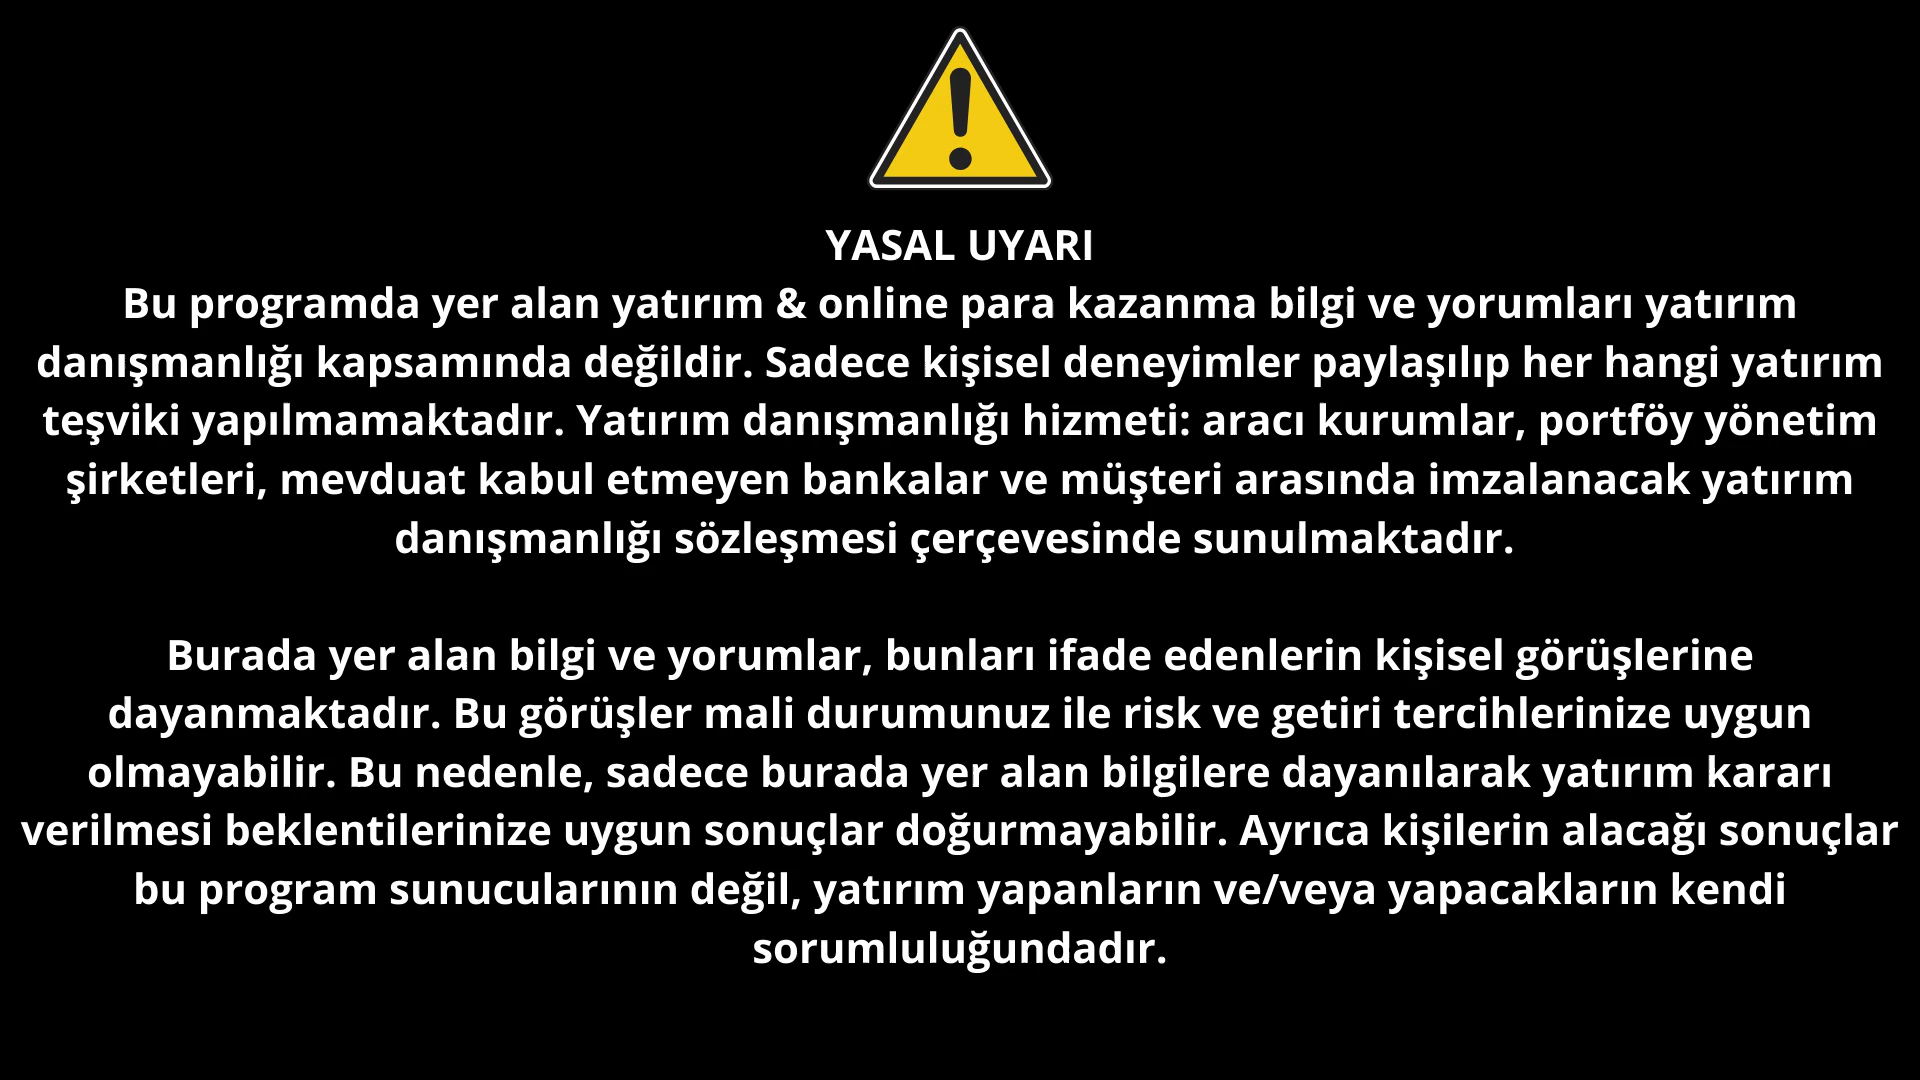 YASAL UYARI
Bu programda yer alan yatırım & online para kazanma bilgi ve yorumları yatırım
danışmanlığı kapsamında değildir. Sadece kişisel deneyimler paylaşılıp her hangi yatırım
teşviki yapılmamaktadır. Yatırım danışmanlığı hizmeti: aracı kurumlar, portföy yönetim
şirketleri, mevduat kabul etmeyen bankalar ve müşteri arasında imzalanacak yatırım
danışmanlığı sözleşmesi çerçevesinde sunulmaktadır.
Burada yer alan bilgi ve yorumlar, bunları ifade edenlerin kişisel görüşlerine
dayanmaktadır. Bu görüşler mali durumunuz ile risk ve getiri tercihlerinize uygun
olmayabilir. Bu nedenle, sadece burada yer alan bilgilere dayanılarak yatırım kararı
verilmesi beklentilerinize uygun sonuçlar doğurmayabilir. Ayrıca kişilerin alacağı sonuçlar
bu program sunucularının değil, yatırım yapanların ve/veya yapacakların kendi
sorumluluğundadır.